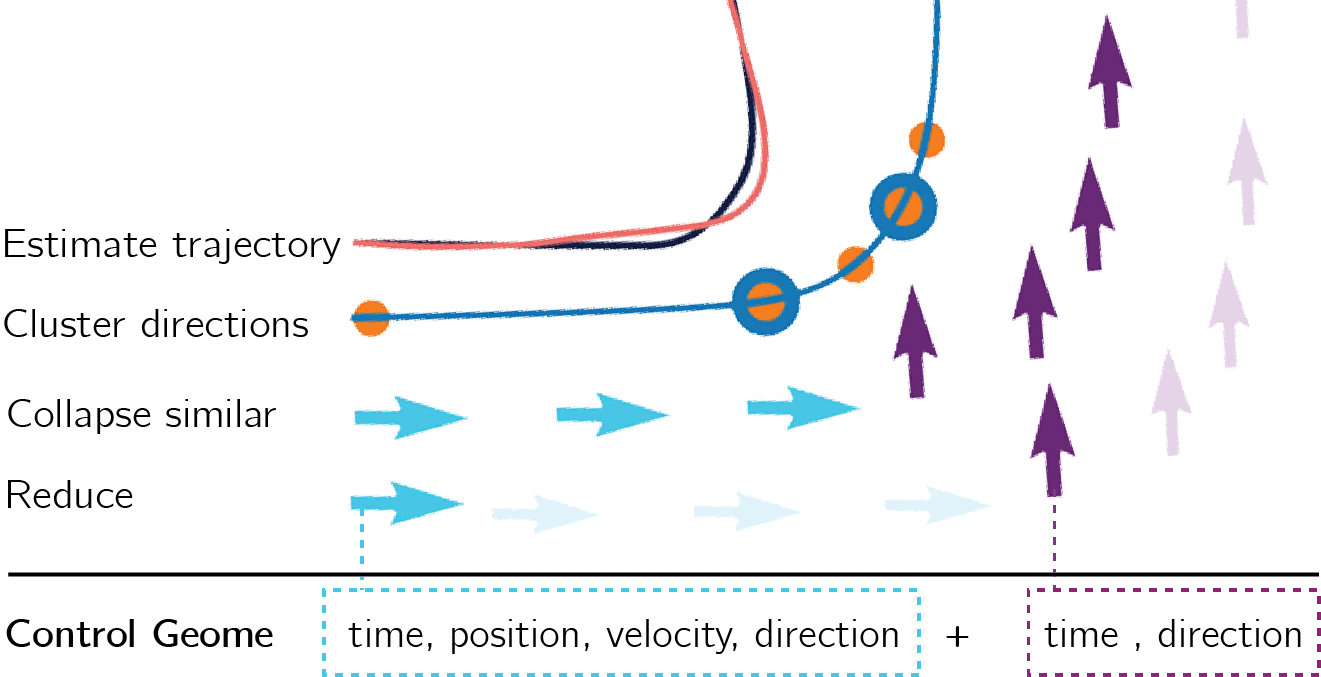 Estimate trajectory
Cluster directions
Collapse similar
Reduce
Control Geome time, position, velocity, direction + time , direction